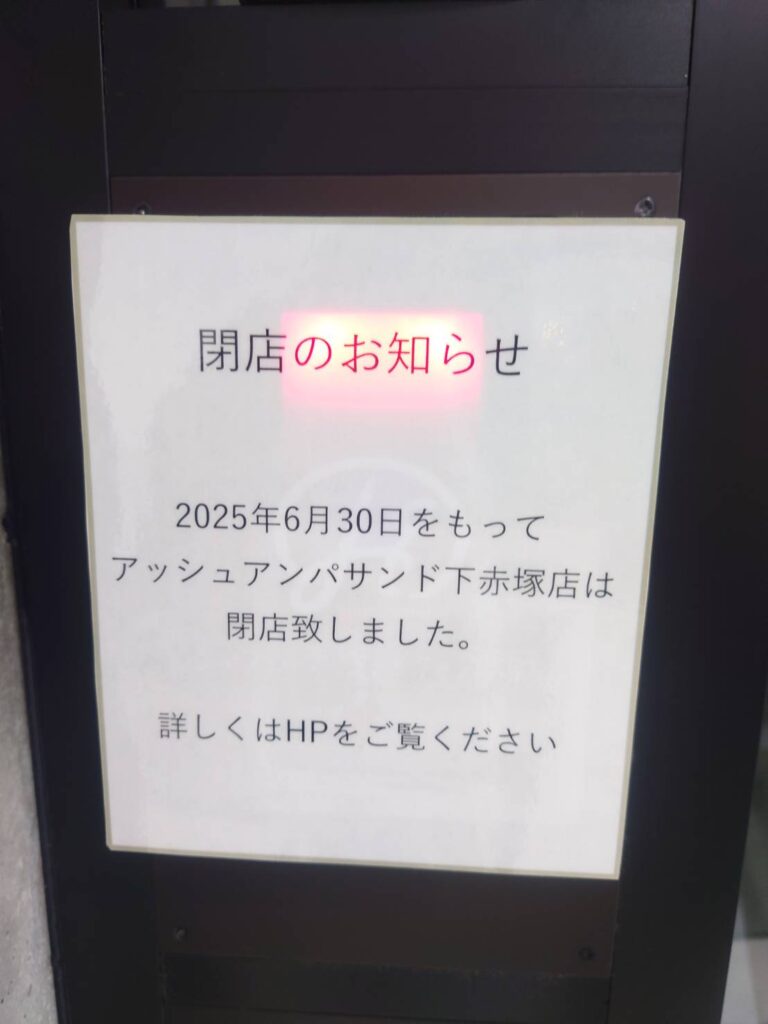 閉店のお知らせ
2025年6月30日をもって
アッシュアンパサンド下赤塚店は
閉店致しました。
詳しくはHPをご覧ください